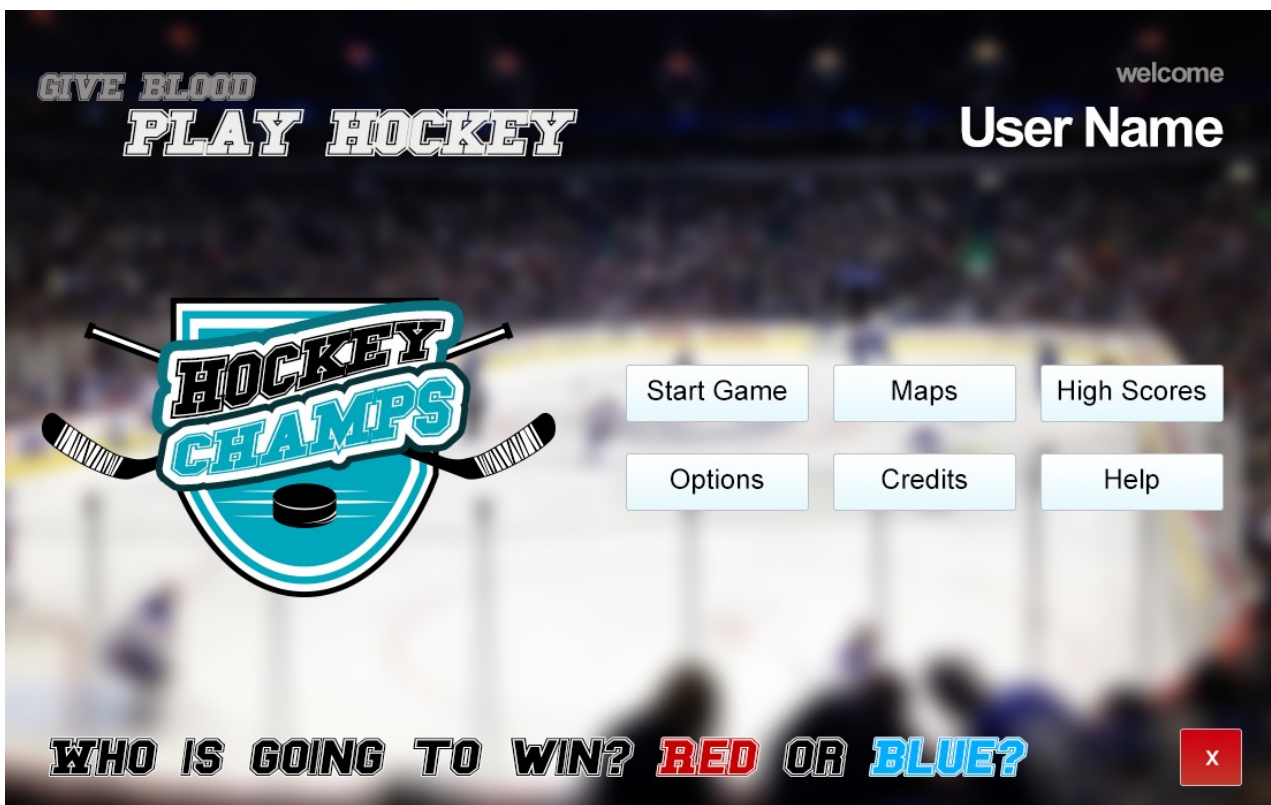 GIVE BLOOD
PLAY HOCKEY
welcome
User Name
HOCKEY
CHAMPS
Start Game
Maps
High Scores
Options
Credits
Help
WHO IS GOING TO WIN? RED OR BLUE?
X